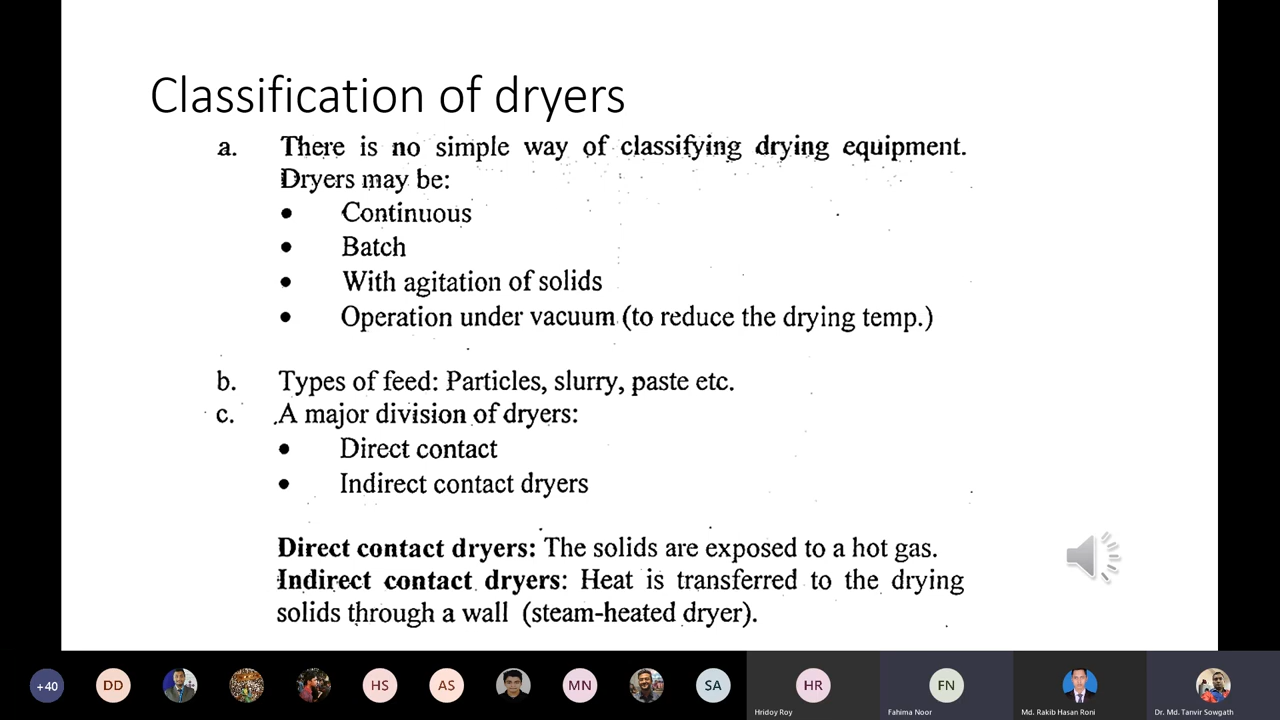 Classification of dryers
a. There is no simple way of classifying drying equipment.
Dryers may be:
• Continuous
• Batch
• With agitation of solids
• Operation under vacuum (to reduce the drying temp.)
b. Types of feed: Particles, slurry, paste etc.
c. A major division of dryers:
• Direct contact
• Indirect contact dryers
Direct contact dryers: The solids are exposed to a hot gas.
Indirect contact dryers: Heat is transferred to the drying
solids through a wall (steam-heated dryer).
+40 DD HS AS MN SA HR FN
Hridoy Roy Fahima Noor Md. Rakib Hasan Roni Dr. Md. Tanvir Sowgath